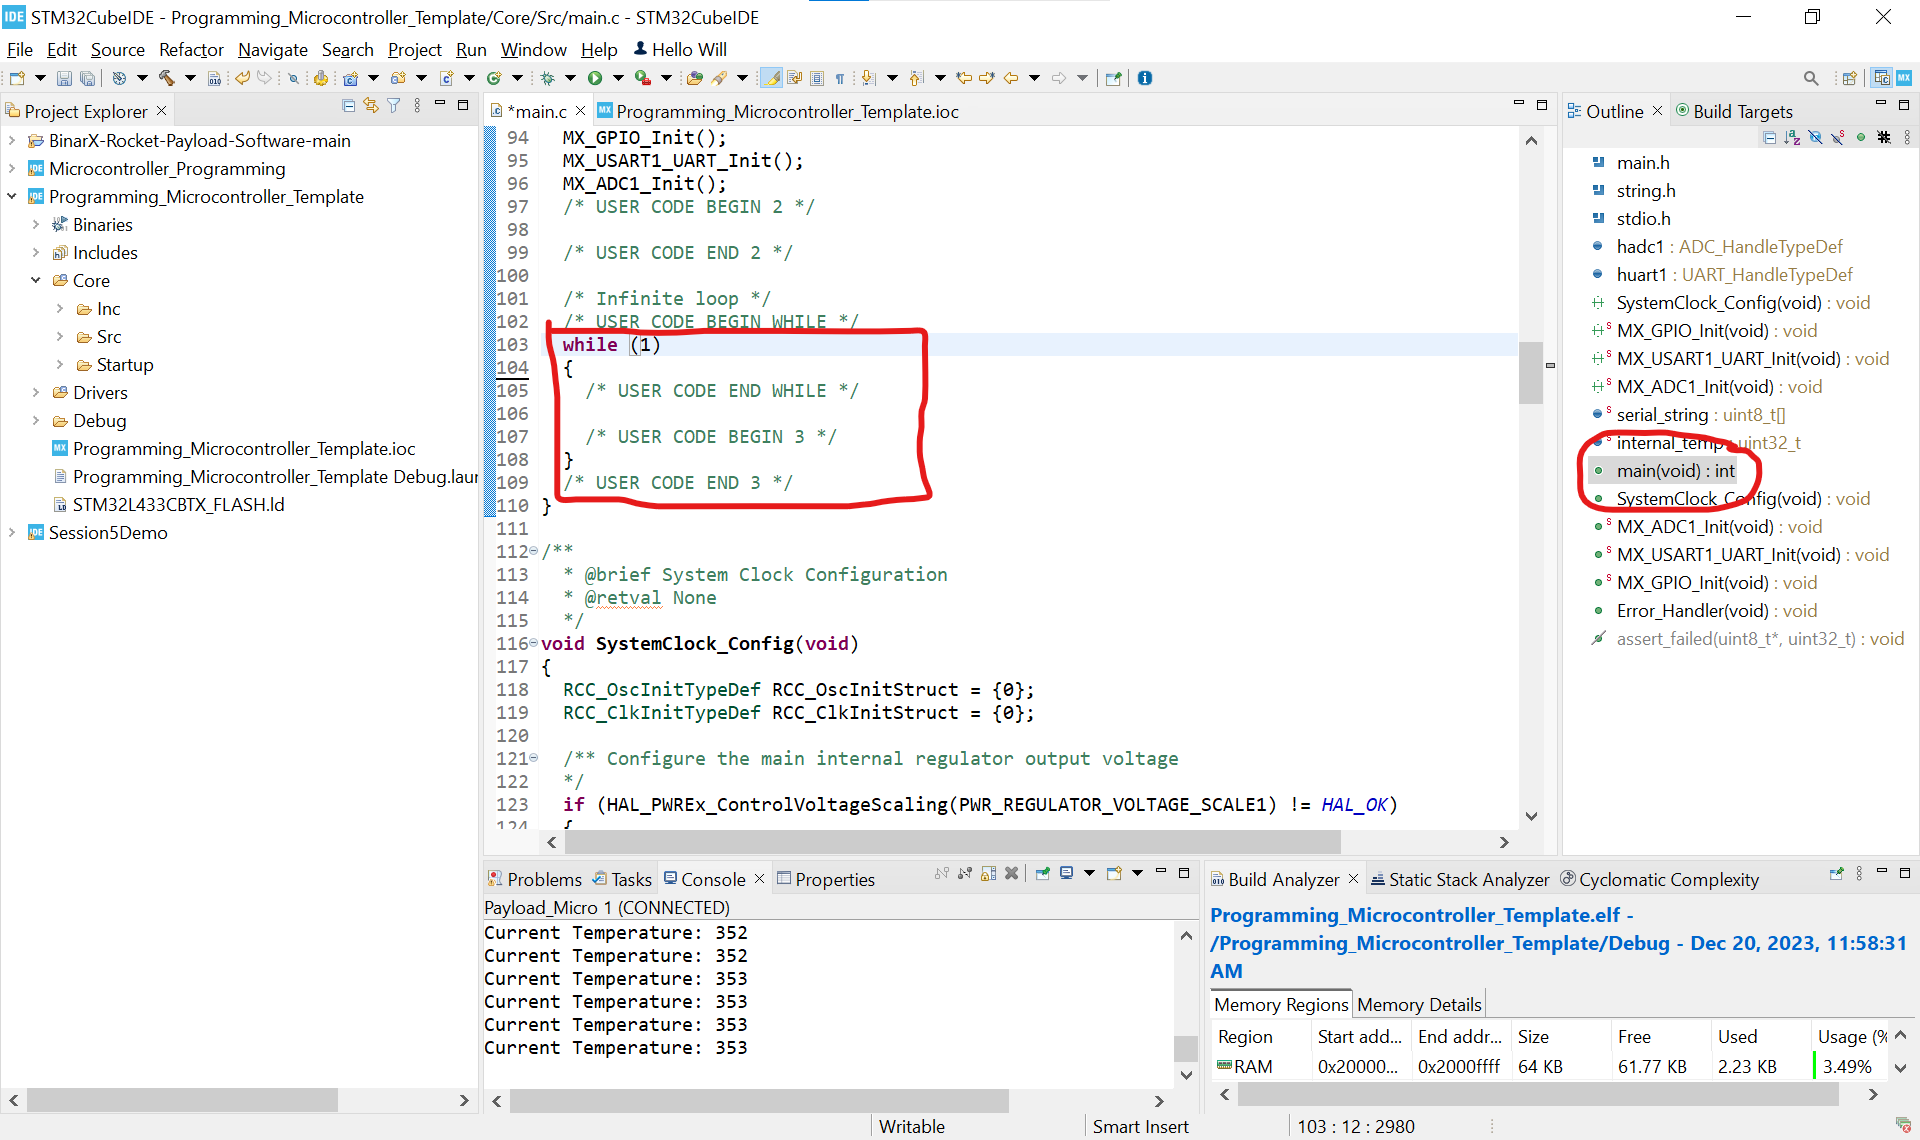 IDE STM32CubeIDE - Programming_Microcontroller_Template/Core/Src/main.c - STM32CubeIDE
File Edit Source Refactor Navigate Search Project Run Window Help Hello Will
Project Explorer
BinarX-Rocket-Payload-Software-main
Microcontroller_Programming
Programming_Microcontroller_Template
Binaries
Includes
Core
Inc
Src
Startup
Drivers
Debug
Programming_Microcontroller_Template.ioc
Programming_Microcontroller_Template Debug.laur
STM32L433CBTX_FLASH.ld
Session5Demo
*main.c Programming_Microcontroller_Template.ioc
94 MX_GPIO_Init();
95 MX_USART1_UART_Init();
96 MX_ADC1_Init();
97 /* USER CODE BEGIN 2 */
98
99 /* USER CODE END 2 */
100
101 /* Infinite loop */
102 /* USER CODE BEGIN WHILE */
103 while (1)
104 {
105 /* USER CODE END WHILE */
106
107 /* USER CODE BEGIN 3 */
108 }
109 /* USER CODE END 3 */
110 }
111
112 /**
113 * @brief System Clock Configuration
114 * @retval None
115 */
116 void SystemClock_Config(void)
117 {
118 RCC_OscInitTypeDef RCC_OscInitStruct = {0};
119 RCC_ClkInitTypeDef RCC_ClkInitStruct = {0};
120
121 /** Configure the main internal regulator output voltage
122 */
123 if (HAL_PWREx_ControlVoltageScaling(PWR_REGULATOR_VOLTAGE_SCALE1) != HAL_OK)
124 {
Outline Build Targets
main.h
string.h
stdio.h
hadc1 : ADC_HandleTypeDef
huart1 : UART_HandleTypeDef
SystemClock_Config(void) : void
MX_GPIO_Init(void) : void
MX_USART1_UART_Init(void) : void
MX_ADC1_Init(void) : void
serial_string : uint8_t[]
internal_temp : uint32_t
main(void) : int
SystemClock_Config(void) : void
MX_ADC1_Init(void) : void
MX_USART1_UART_Init(void) : void
MX_GPIO_Init(void) : void
Error_Handler(void) : void
assert_failed(uint8_t*, uint32_t) : void
Problems Tasks Console Properties
Payload_Micro 1 (CONNECTED)
Current Temperature: 352
Current Temperature: 352
Current Temperature: 353
Current Temperature: 353
Current Temperature: 353
Current Temperature: 353
Build Analyzer Static Stack Analyzer Cyclomatic Complexity
Programming_Microcontroller_Template.elf -
/Programming_Microcontroller_Template/Debug - Dec 20, 2023, 11:58:31
AM
Memory Regions Memory Details
Region Start add... End addr... Size Free Used Usage (%
RAM 0x20000... 0x2000ffff 64 KB 61.77 KB 2.23 KB 3.49%
Writable Smart Insert 103 : 12 : 2980